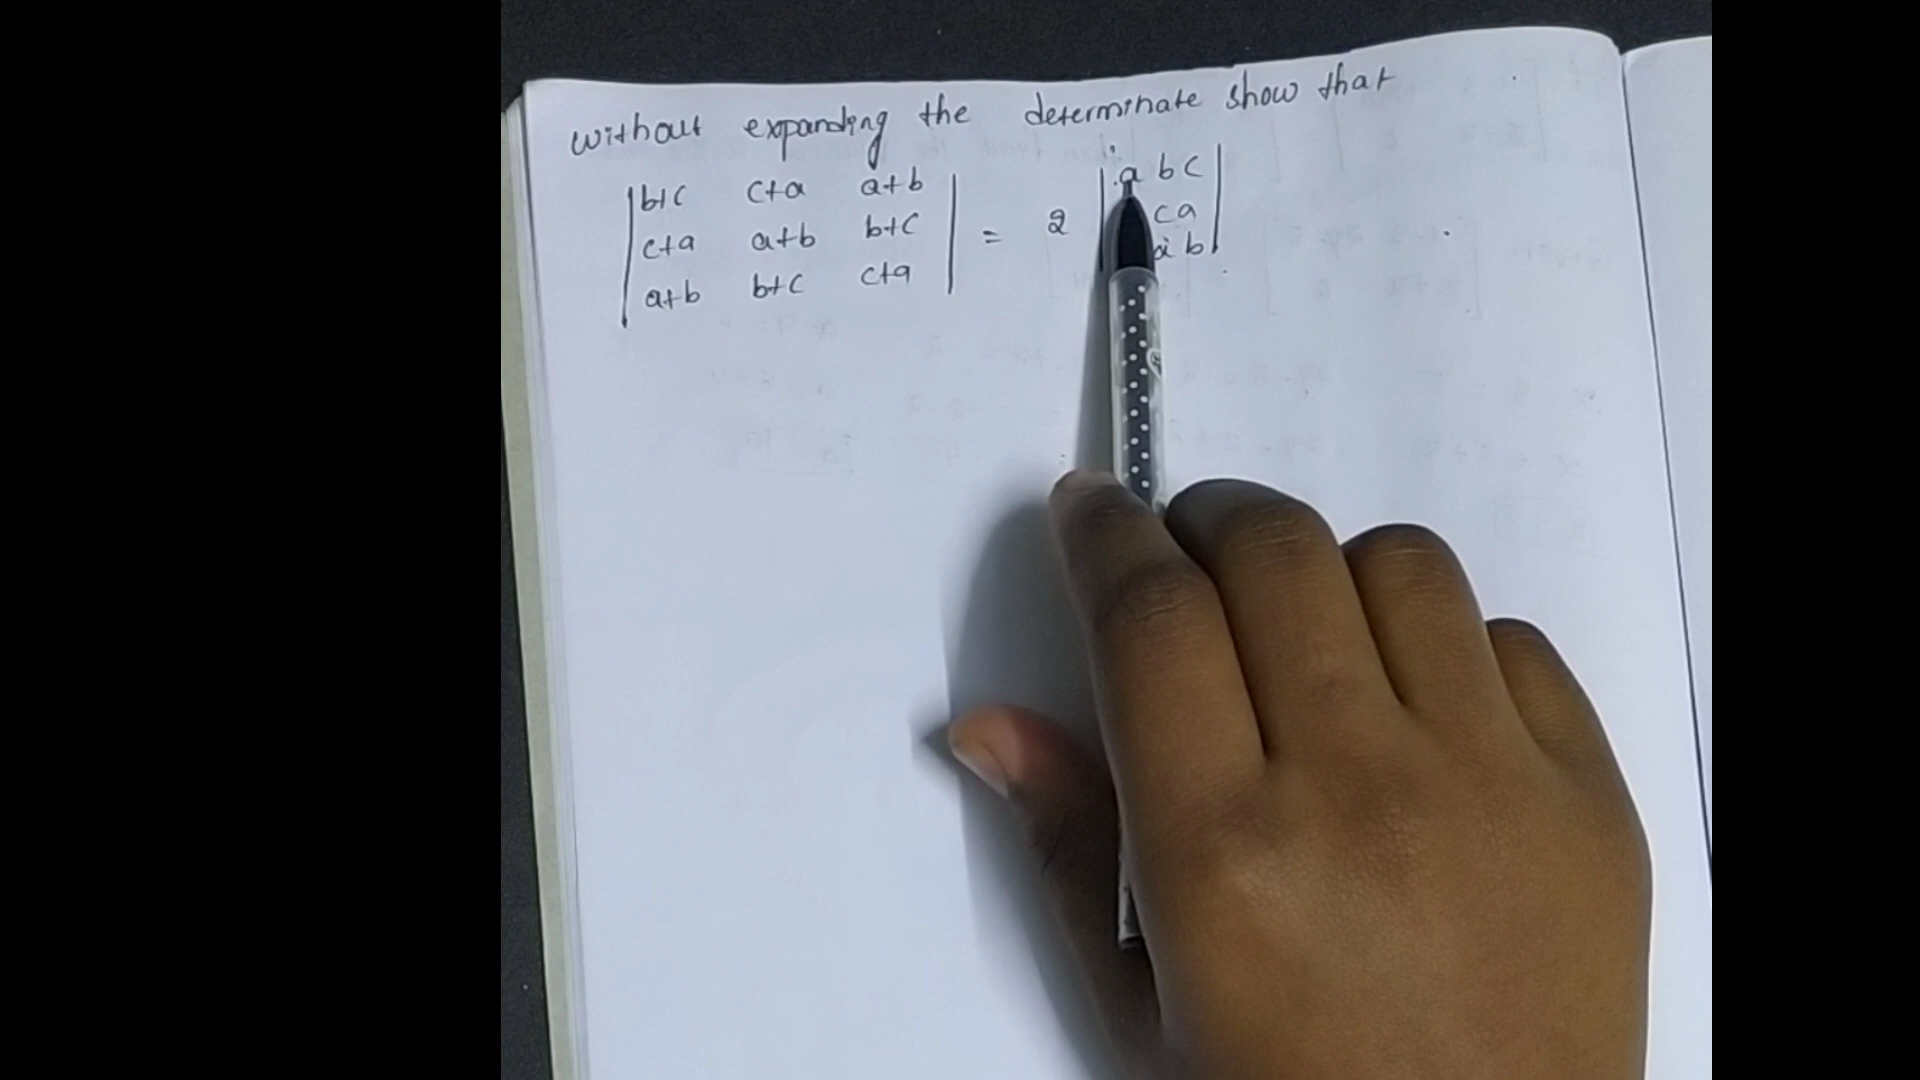 without expanding the determinate show that
b+c c+a a+b
c+a a+b b+c = 2
a+b b+c c+a
a b c
c a
a b